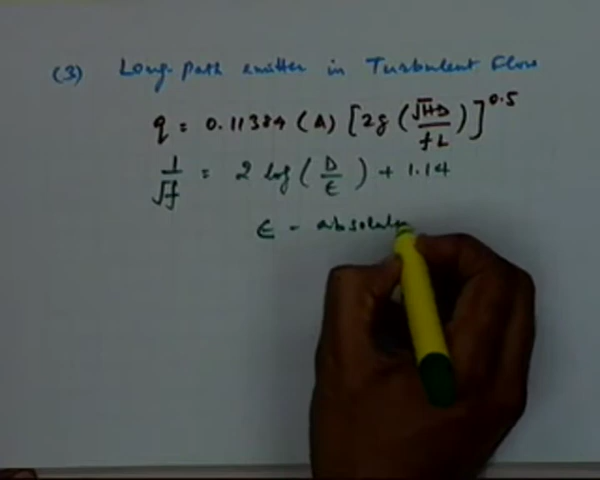 (3) Long-path emitter in Turbulent Flow
q = 0.11384 (A) [2g (√HD / fL)]^0.5
1/√f = 2 log (D/ε) + 1.14
ε - absolute